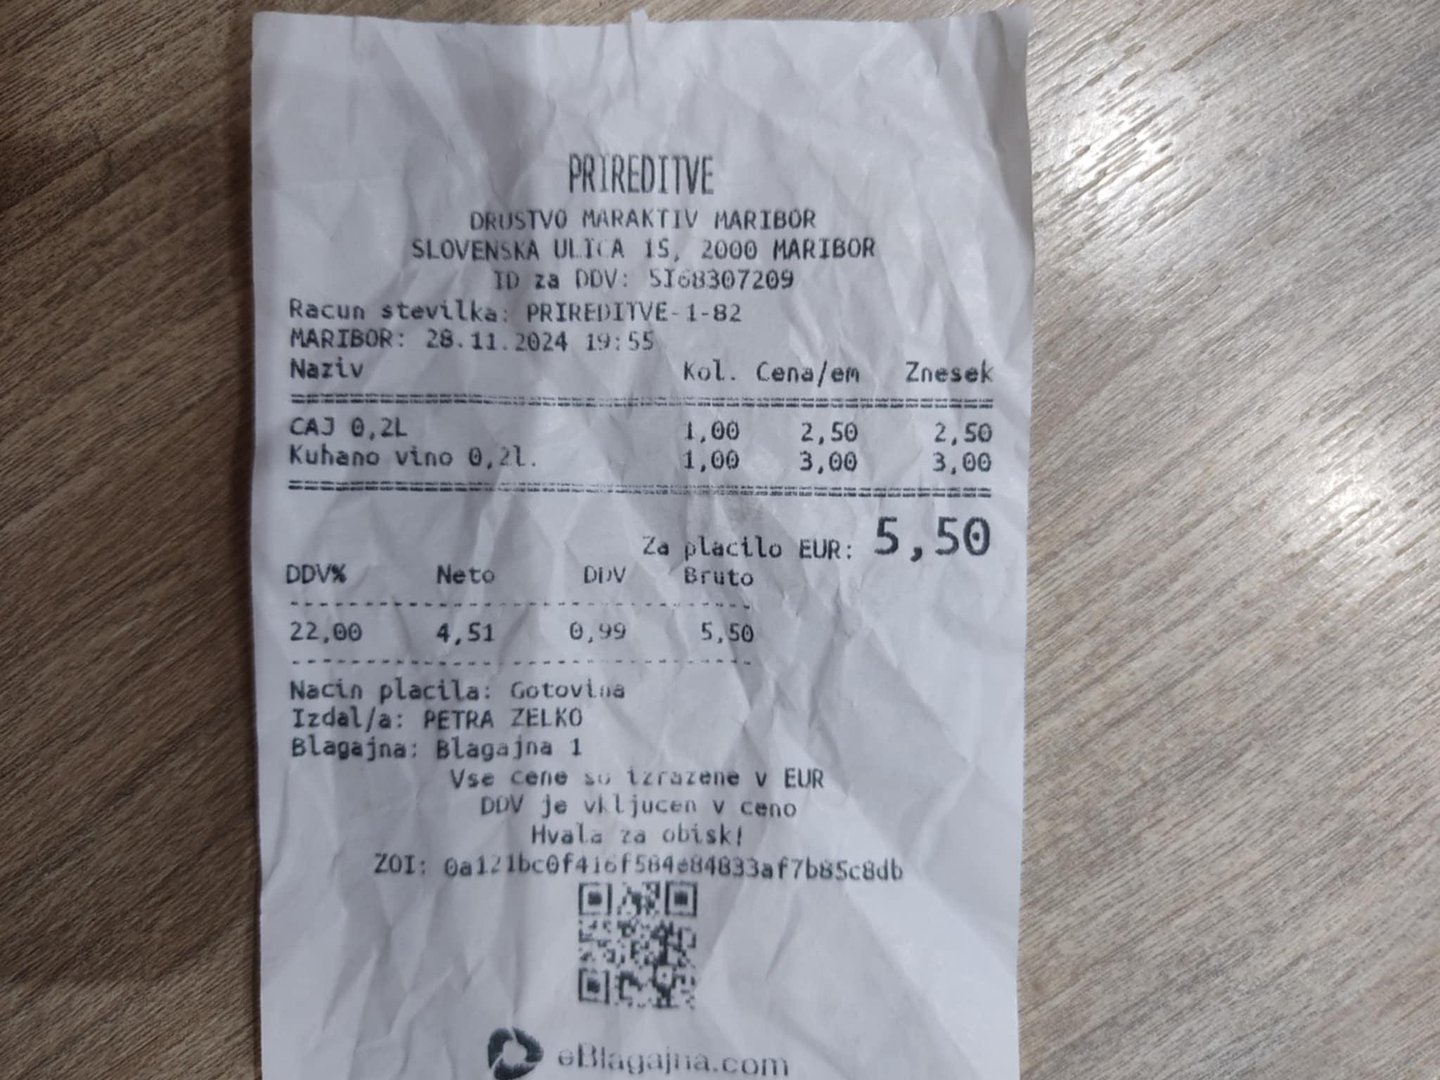 PRIREDITVE
DRUSTVO MARAKTIV MARIBOR
SLOVENSKA ULICA 15, 2000 MARIBOR
ID za DDV: SI68307209
Racun stevilka: PRIREDITVE-1-82
MARIBOR: 28.11.2024 19:55
Naziv Kol. Cena/em Znesek
CAJ 0,2L 1,00 2,50 2,50
Kuhano vino 0,2l. 1,00 3,00 3,00
Za placilo EUR: 5,50
DDV% Neto DDV Bruto
22,00 4,51 0,99 5,50
Nacin placila: Gotovina
Izdal/a: PETRA ZELKO
Blagajna: Blagajna 1
Vse cene so izrazene v EUR
DDV je vkljucen v ceno
Hvala za obisk!
ZOI: 0a121bc0f416f584e84833af7b85c8db
eBlagajna.com